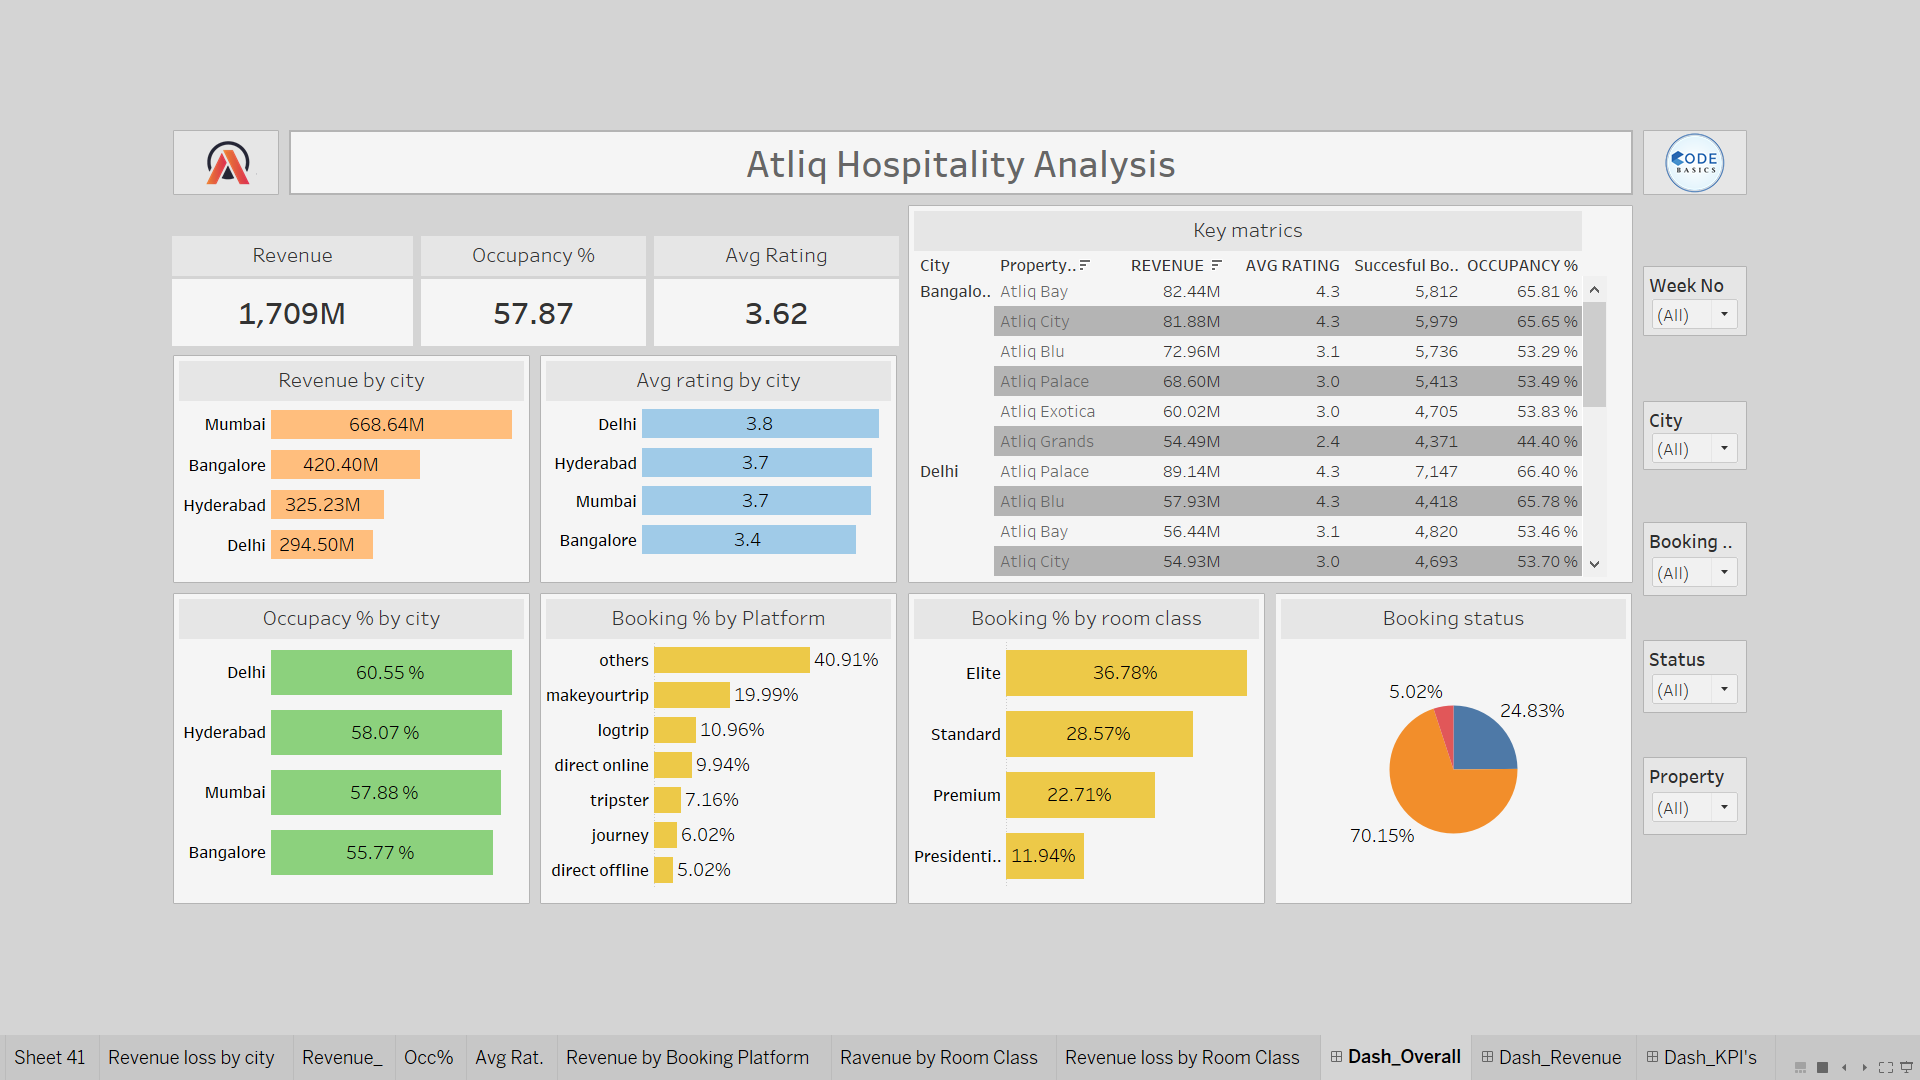 Atliq Hospitality Analysis
CODE
BASICS
Revenue
1,709M
Occupancy %
57.87
Avg Rating
3.62
Key matrics
City Property.. REVENUE AVG RATING Succesful Bo.. OCCUPANCY %
Bangalo.. Atliq Bay 82.44M 4.3 5,812 65.81 %
Atliq City 81.88M 4.3 5,979 65.65 %
Atliq Blu 72.96M 3.1 5,736 53.29 %
Atliq Palace 68.60M 3.0 5,413 53.49 %
Atliq Exotica 60.02M 3.0 4,705 53.83 %
Atliq Grands 54.49M 2.4 4,371 44.40 %
Delhi Atliq Palace 89.14M 4.3 7,147 66.40 %
Atliq Blu 57.93M 4.3 4,418 65.78 %
Atliq Bay 56.44M 3.1 4,820 53.46 %
Atliq City 54.93M 3.0 4,693 53.70 %
Revenue by city
Mumbai 668.64M
Bangalore 420.40M
Hyderabad 325.23M
Delhi 294.50M
Avg rating by city
Delhi 3.8
Hyderabad 3.7
Mumbai 3.7
Bangalore 3.4
Occupacy % by city
Delhi 60.55 %
Hyderabad 58.07 %
Mumbai 57.88 %
Bangalore 55.77 %
Booking % by Platform
others 40.91%
makeyourtrip 19.99%
logtrip 10.96%
direct online 9.94%
tripster 7.16%
journey 6.02%
direct offline 5.02%
Booking % by room class
Elite 36.78%
Standard 28.57%
Premium 22.71%
Presidenti.. 11.94%
Booking status
5.02%
24.83%
70.15%
Week No
(All)
City
(All)
Booking ..
(All)
Status
(All)
Property
(All)
Sheet 41 Revenue loss by city Revenue_ Occ% Avg Rat. Revenue by Booking Platform Ravenue by Room Class Revenue loss by Room Class Dash_Overall Dash_Revenue Dash_KPI's